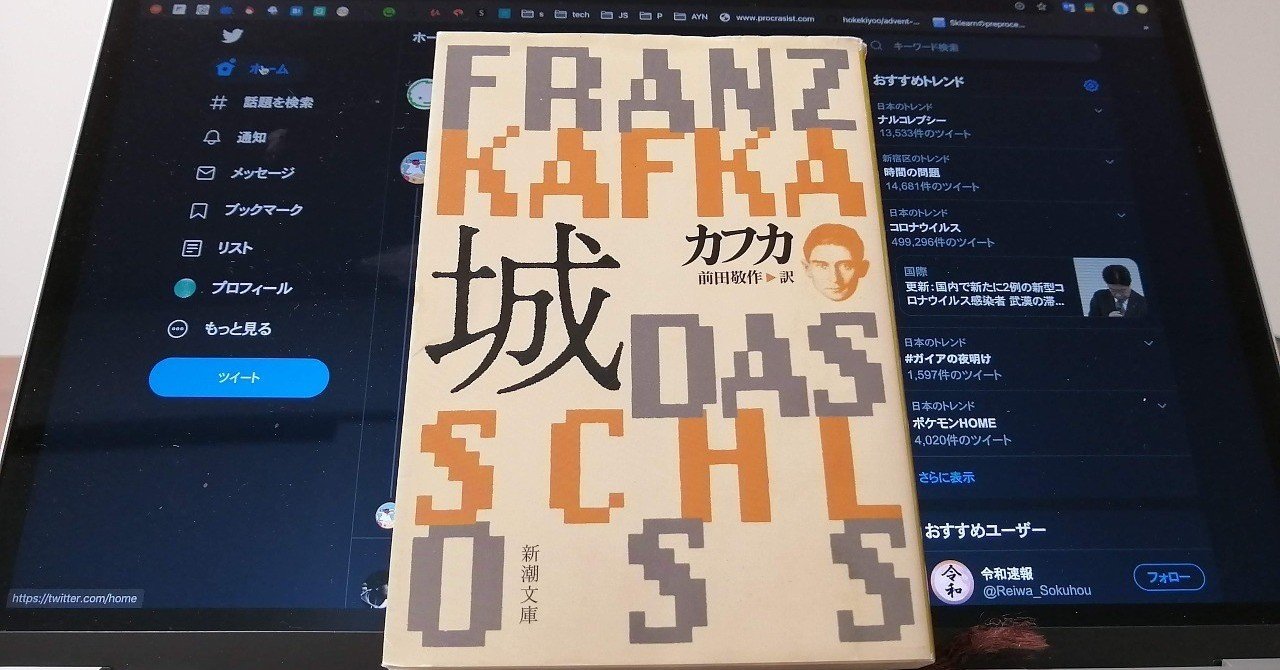 s
tech
JS
P
AYN
www.procrasist.com
hokekiyoo/advent-...
ホーム
話題を検索
通知
メッセージ
ブックマーク
リスト
プロフィール
もっと見る
ツイート
https://twitter.com/home
ホー
FRANZ
KAFKA
城
カフカ
前田敬作▶訳
DAS
SCHL
OSS
新潮文庫
キーワード検索
おすすめトレンド
日本のトレンド
ナルコレプシー
13,533件のツイート
新宿区のトレンド
時間の問題
14,681件のツイート
日本のトレンド
コロナウイルス
499,296件のツイート
国際
更新：国内で新たに2例の新型コ
ロナウイルス感染者 武漢の滞...
日本のトレンド
#ガイアの夜明け
1,597件のツイート
日本のトレンド
ポケモンHOME
4,020件のツイート
さらに表示
おすすめユーザー
令和
令和速報
@Reiwa_Sokuhou
フォロー